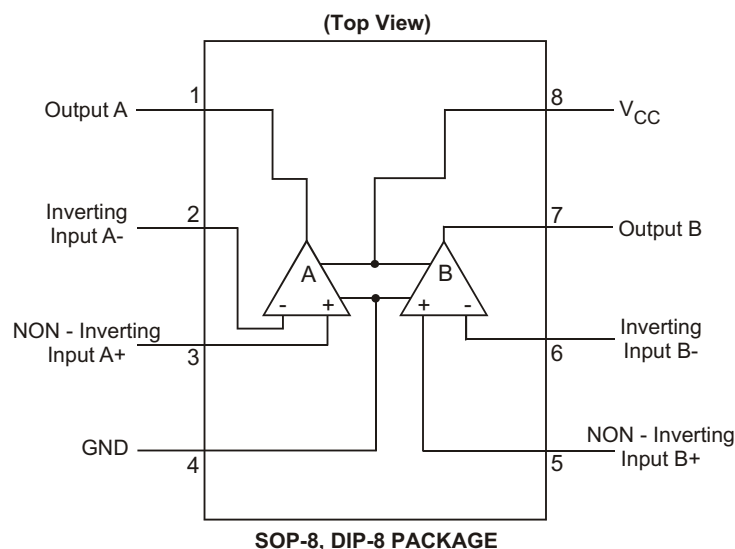 (Top View)
1
Output A
8
V_CC
Inverting
Input A-
2
7
Output B
A
B
-
+
+
-
NON - Inverting
Input A+
3
Inverting
Input B-
6
GND
4
NON - Inverting
Input B+
5
SOP-8, DIP-8 PACKAGE